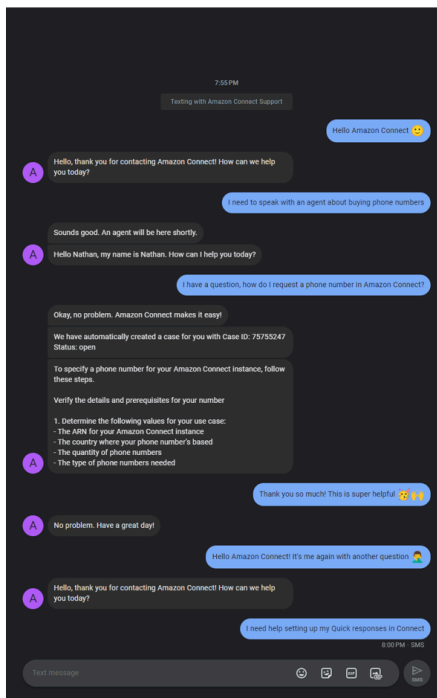 7:55 PM
Texting with Amazon Connect Support
Hello Amazon Connect 🙂
A
Hello, thank you for contacting Amazon Connect! How can we help
you today?
I need to speak with an agent about buying phone numbers
Sounds good. An agent will be here shortly.
A
Hello Nathan, my name is Nathan. How can I help you today?
I have a question, how do I request a phone number in Amazon Connect?
Okay, no problem. Amazon Connect makes it easy!
We have automatically created a case for you with Case ID: 75755247
Status: open
To specify a phone number for your Amazon Connect instance, follow
these steps.
Verify the details and prerequisites for your number
1. Determine the following values for your use case:
- The ARN for your Amazon Connect instance
- The country where your phone number's based
- The quantity of phone numbers
- The type of phone numbers needed
A
Thank you so much! This is super helpful 🥳🙌
A
No problem. Have a great day!
Hello Amazon Connect! It's me again with another question 🤦‍♂️
A
Hello, thank you for contacting Amazon Connect! How can we help
you today?
I need help setting up my Quick responses in Connect
8:00 PM SMS
Text message
GIF
SMS